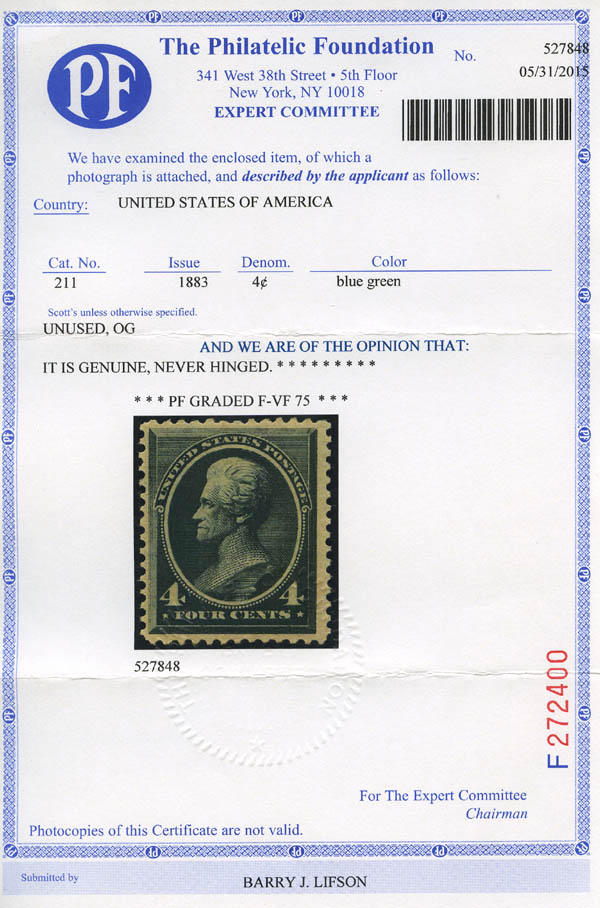 PF
The Philatelic Foundation
No.
527848
341 West 38th Street • 5th Floor
05/31/2015
New York, NY 10018
EXPERT COMMITTEE
We have examined the enclosed item, of which a
photograph is attached, and described by the applicant as follows:
Country: UNITED STATES OF AMERICA
Cat. No. Issue Denom. Color
211 1883 4¢ blue green
Scott's unless otherwise specified.
UNUSED, OG
AND WE ARE OF THE OPINION THAT:
IT IS GENUINE, NEVER HINGED. * * * * * * * * *
* * * PF GRADED F-VF 75 * * *
UNITED STATES POSTAGE
4 4
FOUR CENTS
527848
F 272400
For The Expert Committee
Chairman
Photocopies of this Certificate are not valid.
Submitted by
BARRY J. LIFSON